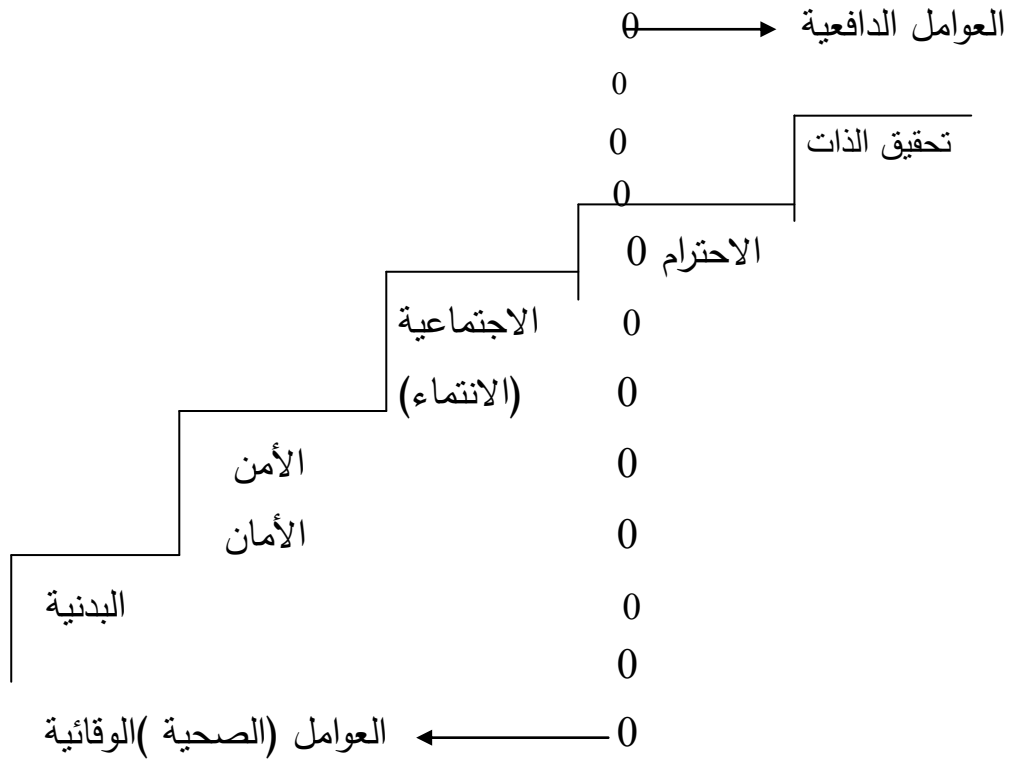 0 العوامل الدافعية
0
0 تحقيق الذات
0
0 الاحترام
الاجتماعية 0
(الانتماء) 0
الأمن 0
الأمان 0
البدنية 0
0
العوامل (الصحية )الوقائية 0